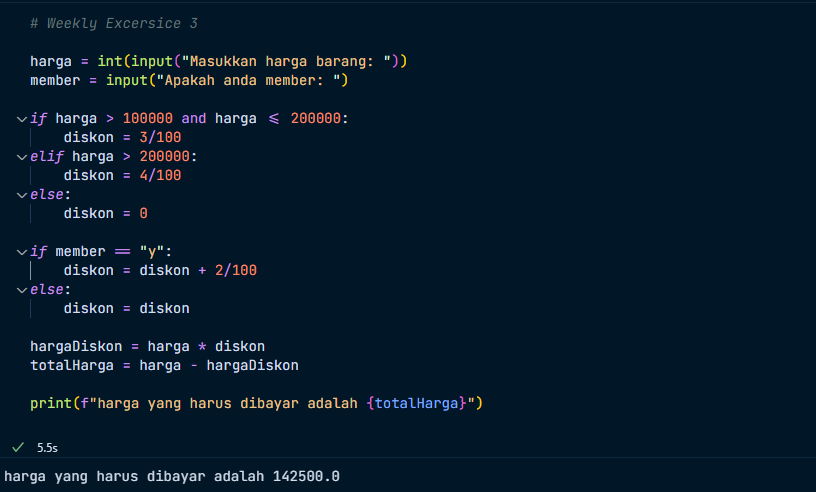 # Weekly Excersice 3
harga = int(input("Masukkan harga barang: "))
member = input("Apakah anda member: ")
if harga > 100000 and harga <= 200000:
diskon = 3/100
elif harga > 200000:
diskon = 4/100
else:
diskon = 0
if member == "y":
diskon = diskon + 2/100
else:
diskon = diskon
hargaDiskon = harga * diskon
totalHarga = harga - hargaDiskon
print(f"harga yang harus dibayar adalah {totalHarga}")
5.5s
harga yang harus dibayar adalah 142500.0